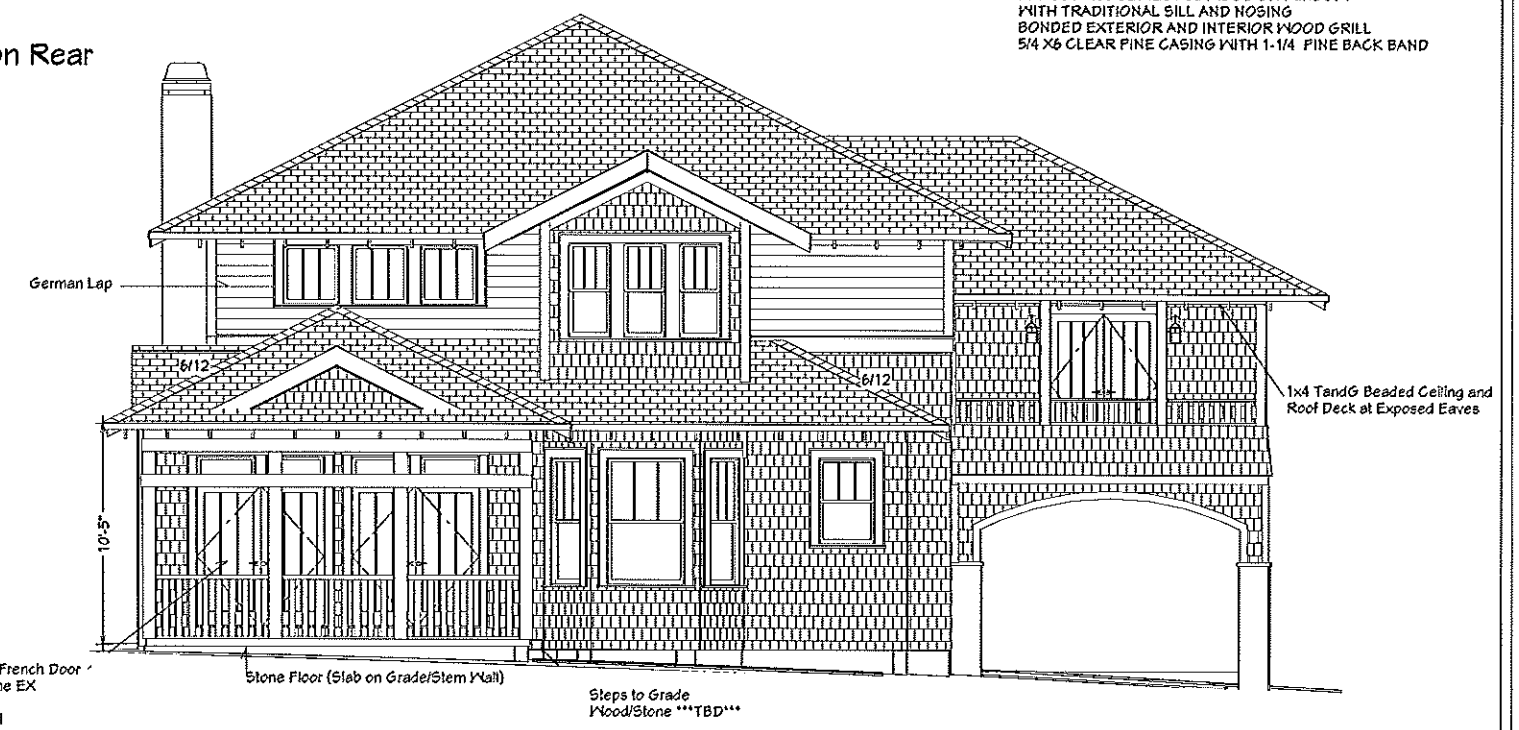 on Rear
WITH TRADITIONAL SILL AND NOSING
BONDED EXTERIOR AND INTERIOR WOOD GRILL
5/4 X6 CLEAR PINE CASING WITH 1-1/4 PINE BACK BAND
German Lap
6/12
6/12
1x4 TandG Beaded Ceiling and
Roof Deck at Exposed Eaves
10'-5"
French Door
ne EX
Stone Floor (Slab on Grade/Stem Wall)
Steps to Grade
Wood/Stone ***TBD***